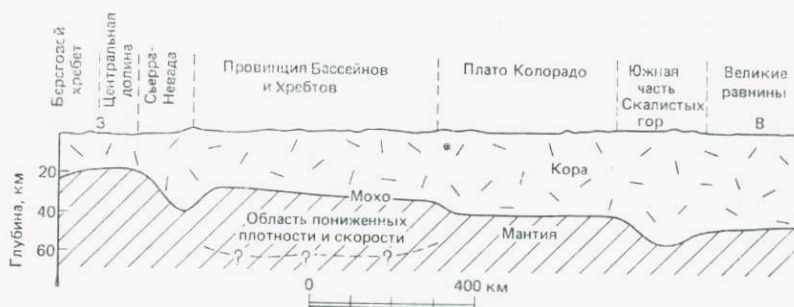 Береговой
хребет
Центральная
долина
Сьерра-
Невада
Провинция Бассейнов
и Хребтов
Плато Колорадо
Южная
часть
Скалистых
гор
Великие
равнины
З
В
Глубина, км
20
40
60
Кора
Мохо
Область пониженных
плотности и скорости
? ? ?
Мантия
0 400 км